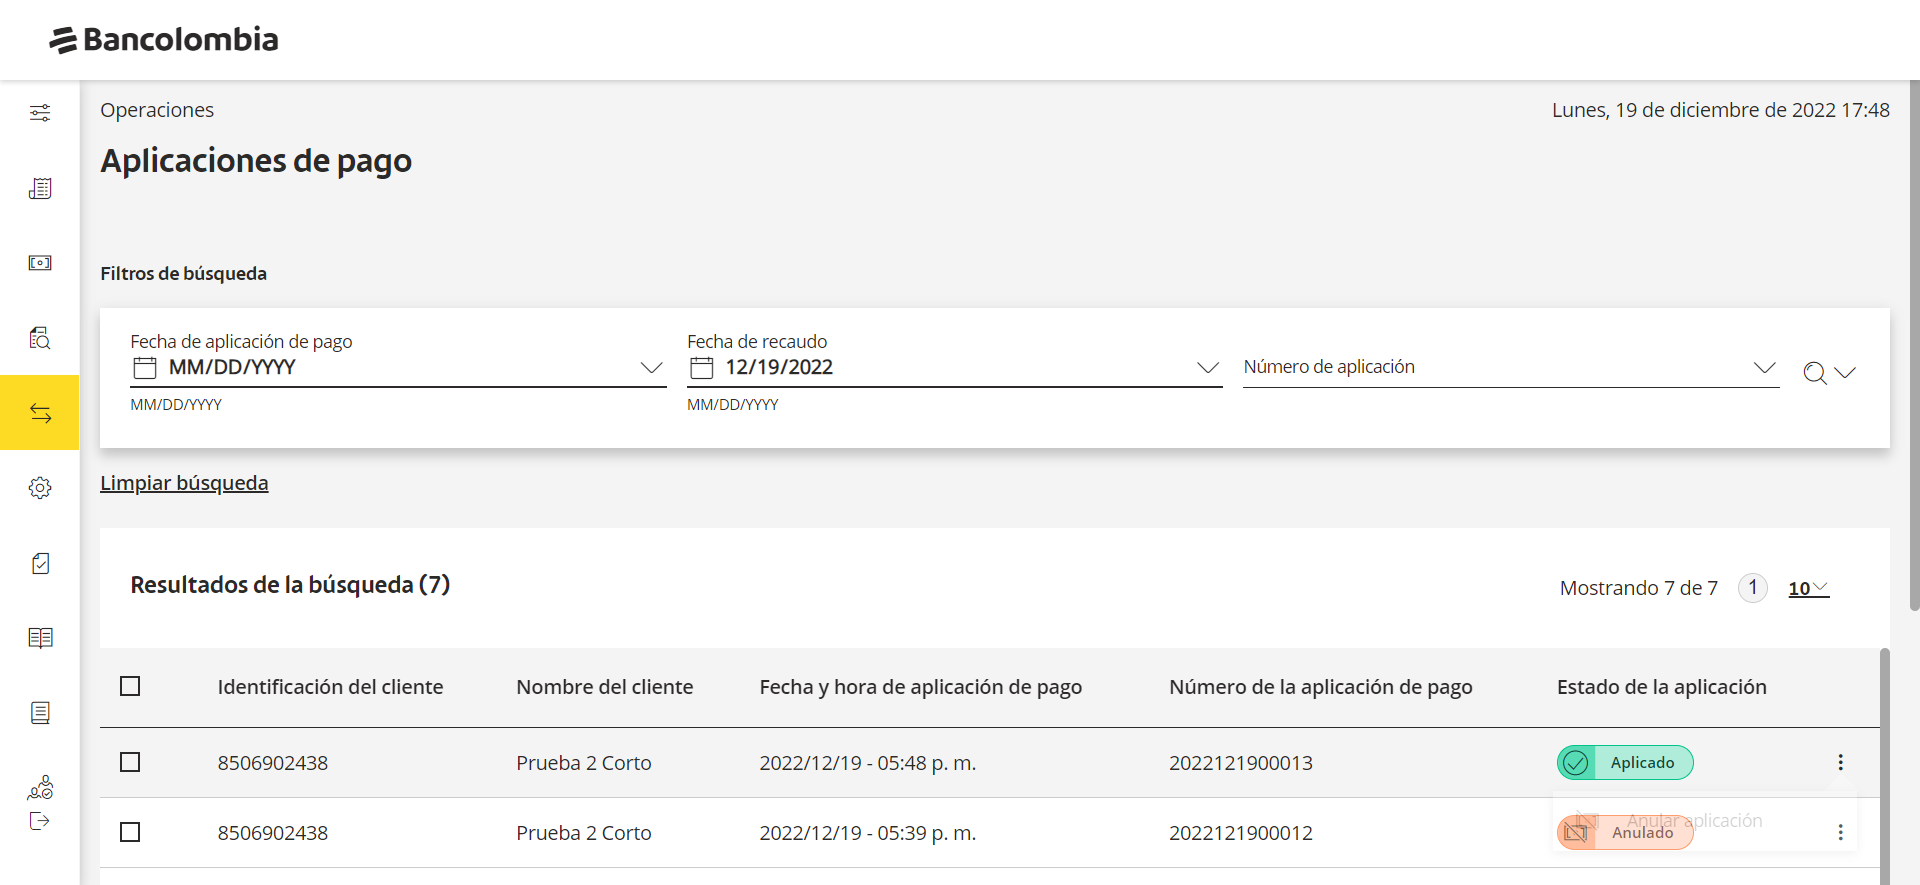 Bancolombia
Operaciones
Lunes, 19 de diciembre de 2022 17:48
Aplicaciones de pago
Filtros de búsqueda
Fecha de aplicación de pago
MM/DD/YYYY
MM/DD/YYYY
Fecha de recaudo
12/19/2022
MM/DD/YYYY
Número de aplicación
Limpiar búsqueda
Resultados de la búsqueda (7)
Mostrando 7 de 7 1 10
Identificación del cliente Nombre del cliente Fecha y hora de aplicación de pago Número de la aplicación de pago Estado de la aplicación
8506902438 Prueba 2 Corto 2022/12/19 - 05:48 p. m. 2022121900013 Aplicado
Anular aplicación
8506902438 Prueba 2 Corto 2022/12/19 - 05:39 p. m. 2022121900012 Anulado